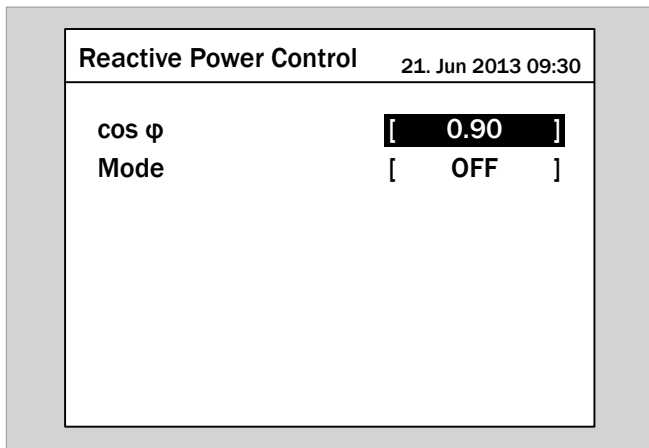 Reactive Power Control 21. Jun 2013 09:30
cos φ [ 0.90 ]
Mode [ OFF ]